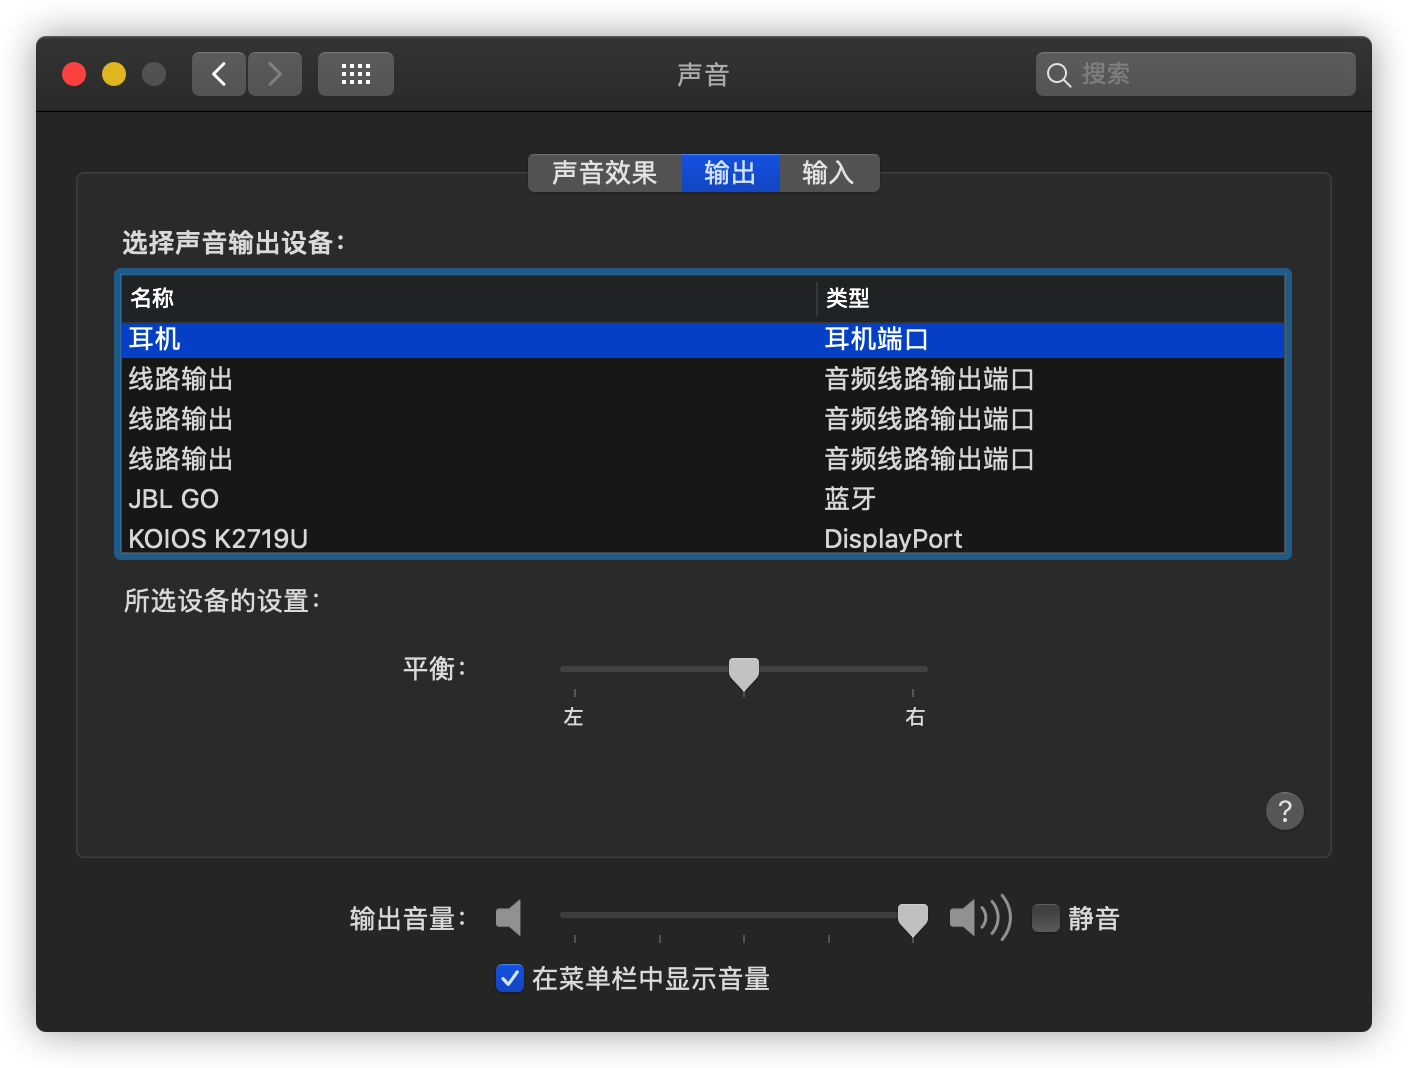 声音
搜索
声音效果 输出 输入
选择声音输出设备：
名称 类型
耳机 耳机端口
线路输出 音频线路输出端口
线路输出 音频线路输出端口
线路输出 音频线路输出端口
JBL GO 蓝牙
KOIOS K2719U DisplayPort
所选设备的设置：
平衡：
左 右
?
输出音量： 静音
在菜单栏中显示音量